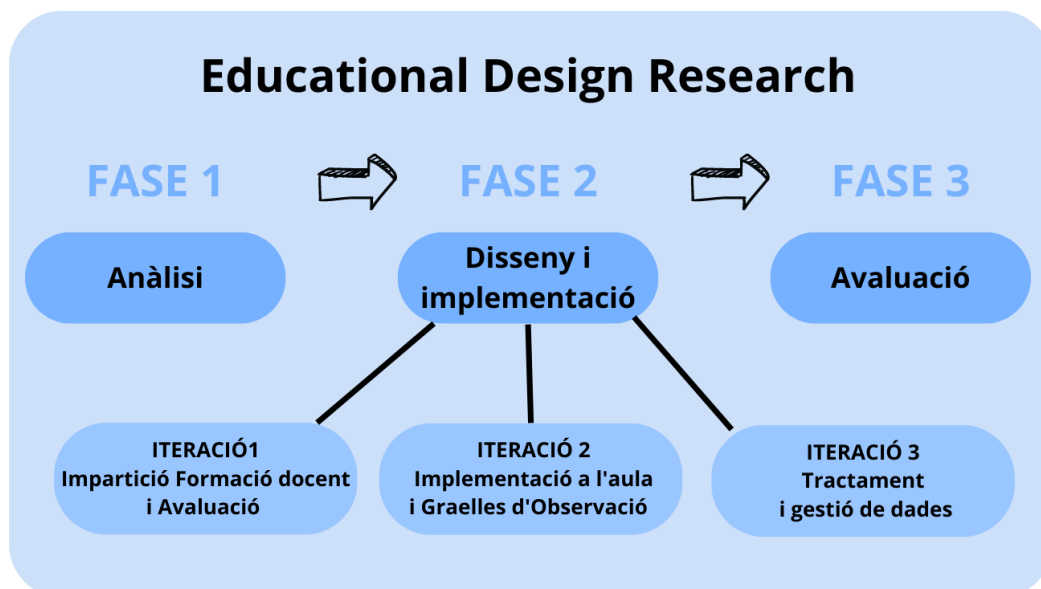 Educational Design Research
FASE 1
FASE 2
FASE 3
Anàlisi
Disseny i
implementació
Avaluació
ITERACIÓ1
Impartició Formació docent
i Avaluació
ITERACIÓ 2
Implementació a l'aula
i Graelles d'Observació
ITERACIÓ 3
Tractament
i gestió de dades